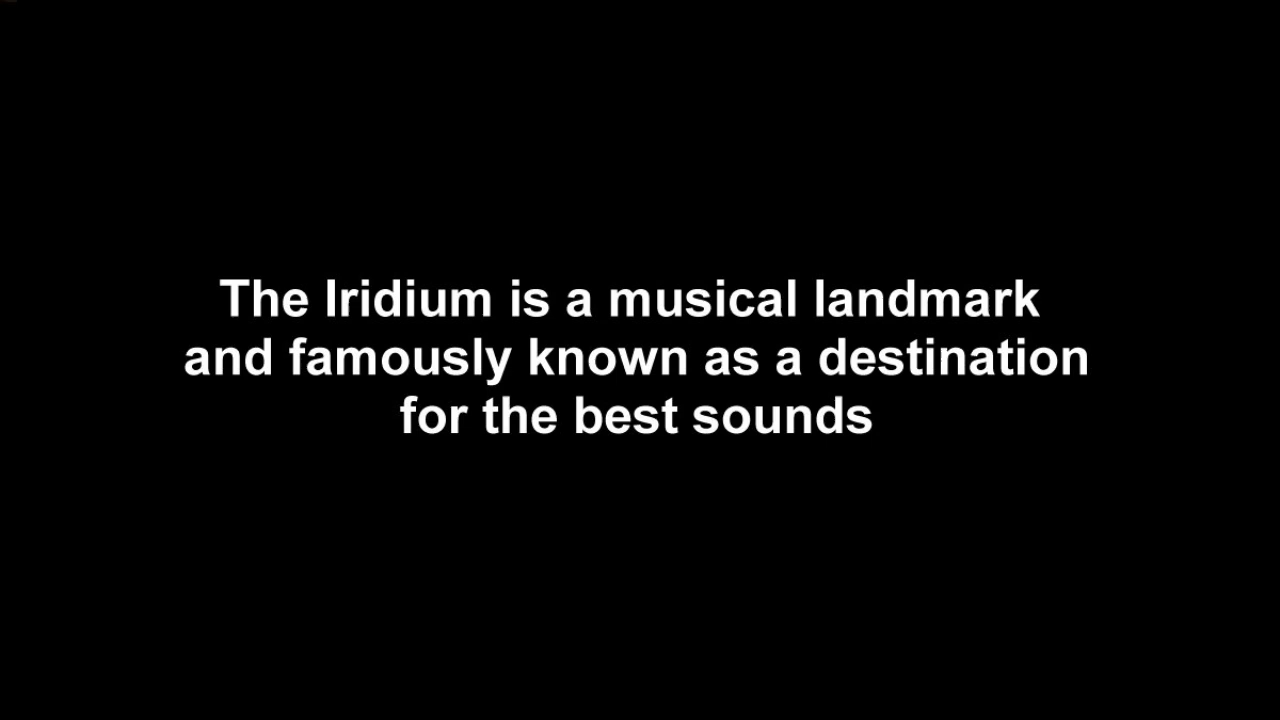 The Iridium is a musical landmark
and famously known as a destination
for the best sounds